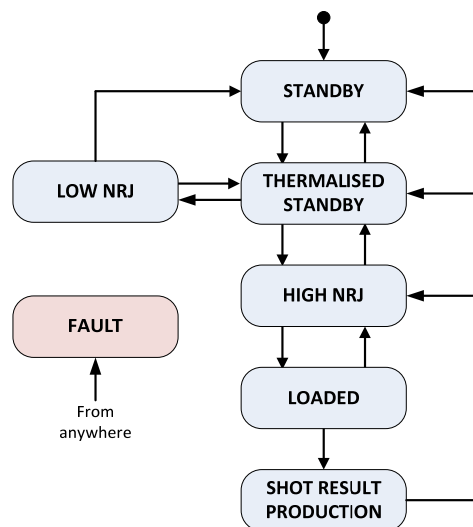 STANDBY
LOW NRJ
THERMALISED
STANDBY
HIGH NRJ
FAULT
From
anywhere
LOADED
SHOT RESULT
PRODUCTION